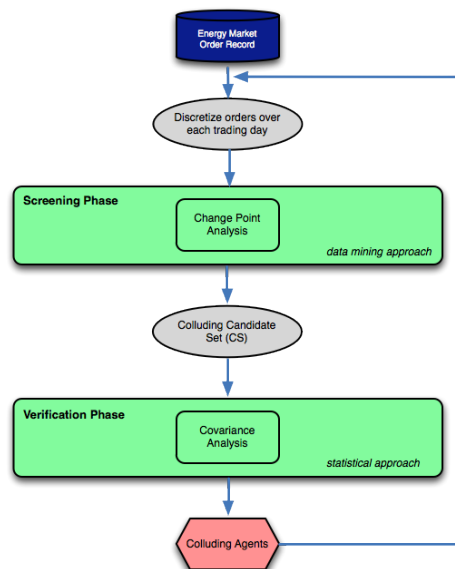 Energy Market
Order Record
Discretize orders over
each trading day
Screening Phase
Change Point
Analysis
data mining approach
Colluding Candidate
Set (CS)
Verification Phase
Covariance
Analysis
statistical approach
Colluding Agents